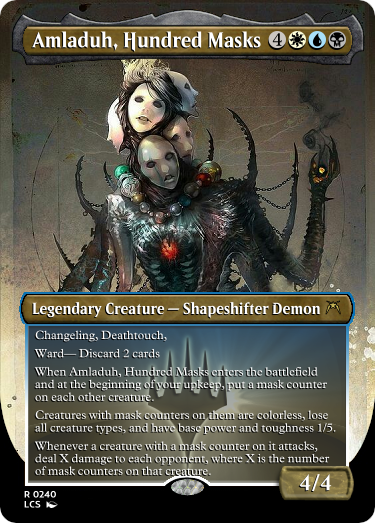 Amladuh, Hundred Masks 4
Legendary Creature — Shapeshifter Demon
Changeling, Deathtouch,
Ward— Discard 2 cards
When Amladuh, Hundred Masks enters the battlefield
and at the beginning of your upkeep, put a mask counter
on each other creature.
Creatures with mask counters on them are colorless, lose
all creature types, and have base power and toughness 1/5.
Whenever a creature with a mask counter on it attacks,
deal X damage to each opponent, where X is the number
of mask counters on that creature.
4/4
R 0240
LCS